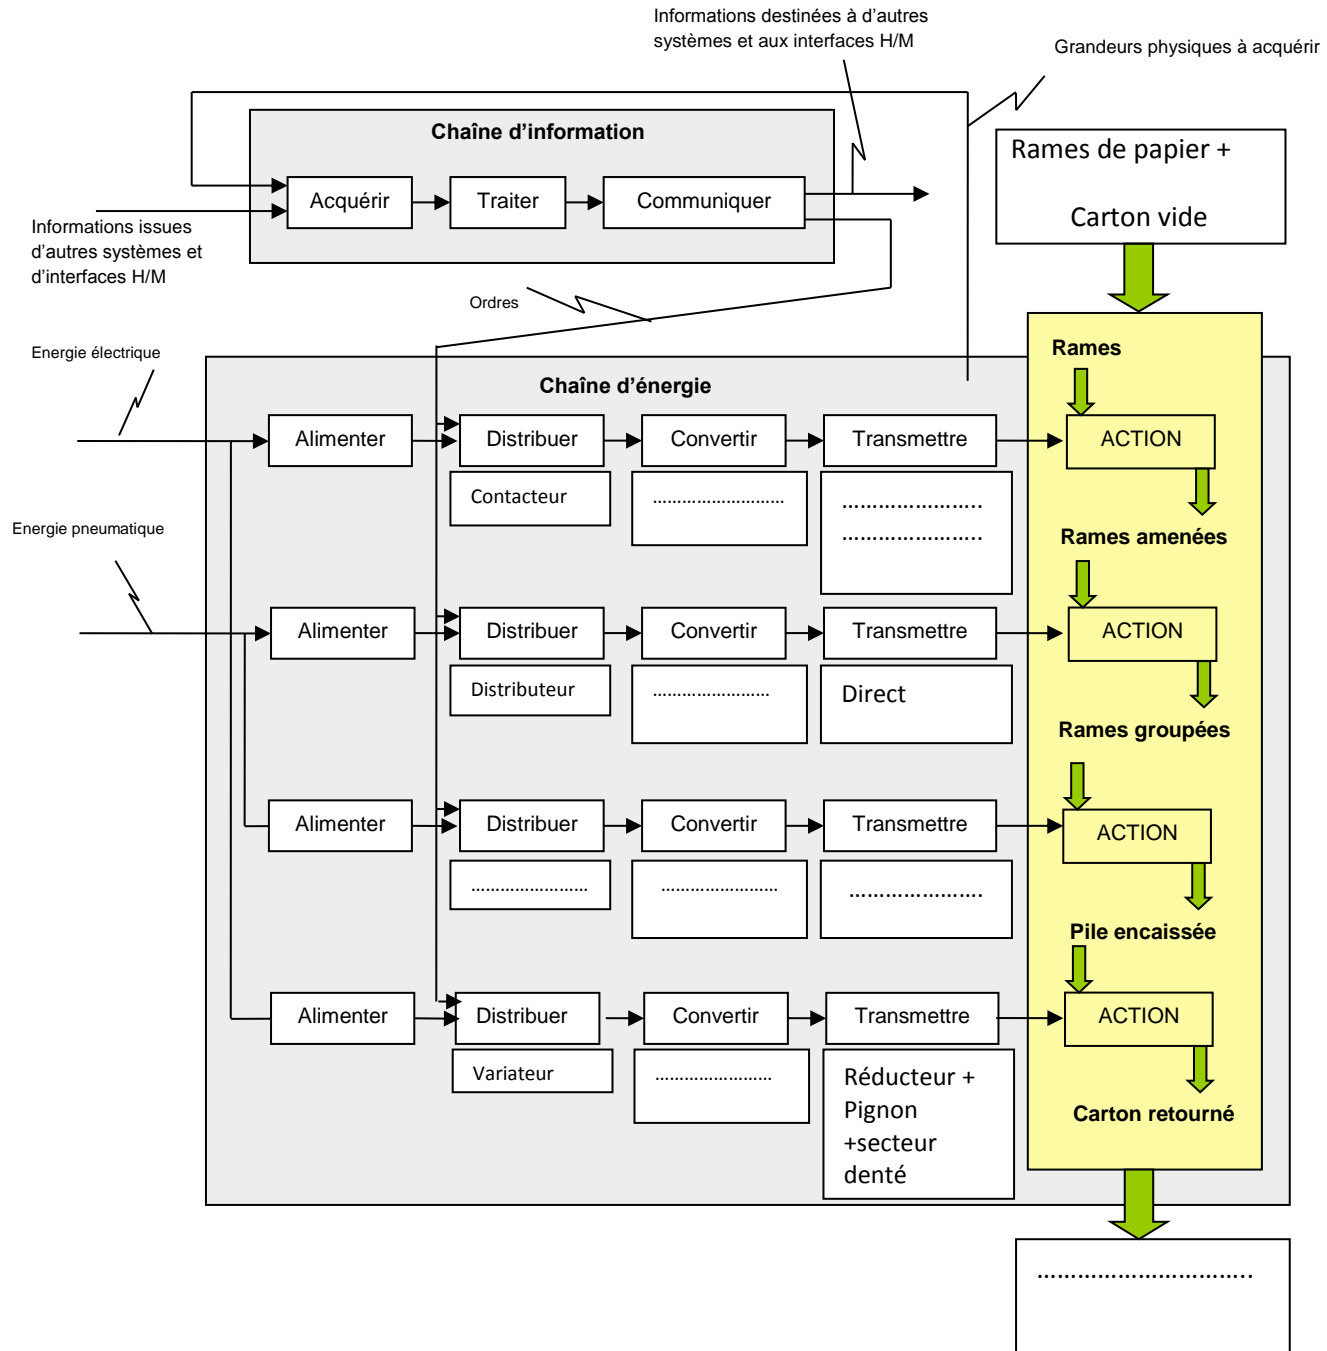 Informations destinées à d'autres
systèmes et aux interfaces H/M
Grandeurs physiques à acquérir
Chaîne d'information
Rames de papier +
Carton vide
Acquérir
Traiter
Communiquer
Informations issues
d'autres systèmes et
d'interfaces H/M
Ordres
Energie électrique
Rames
Chaîne d'énergie
Alimenter
Distribuer
Convertir
Transmettre
ACTION
Contacteur
………………………
…………………..
…………………..
Energie pneumatique
Rames amenées
Alimenter
Distribuer
Convertir
Transmettre
ACTION
Distributeur
……………………
Direct
Rames groupées
Alimenter
Distribuer
Convertir
Transmettre
ACTION
……………………
……………………
………………….
Pile encaissée
Alimenter
Distribuer
Convertir
Transmettre
ACTION
Variateur
……………………
Réducteur +
Pignon
+secteur
denté
Carton retourné
…………………………..